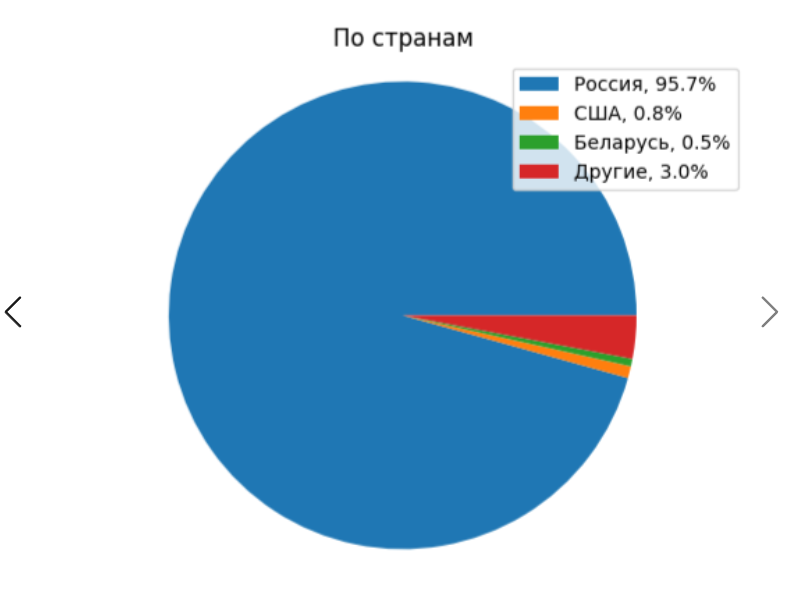 По странам
Россия, 95.7%
США, 0.8%
Беларусь, 0.5%
Другие, 3.0%